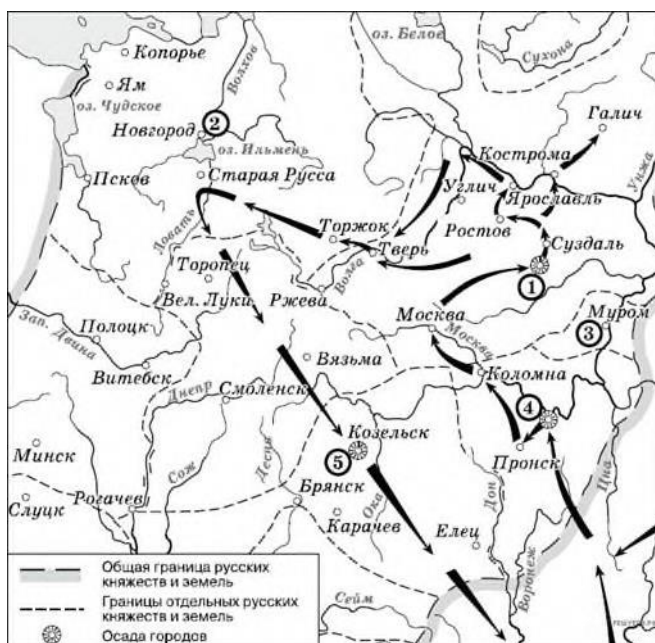 оз. Белое
Сухона
Копорье
Волхов
Ям
оз. Чудское
Галич
②
Новгород
оз. Ильмень
Кострома
Унжа
Псков
Старая Русса
Углич
Ярославль
Ловать
Торжок
Ростов
Суздаль
Тверь
Торопец
Волга
①
Вел. Луки
Ржева
Зап. Двина
Москва
Муром
Полоцк
Москва
③
Витебск
Вязьма
Коломна
Днепр
Смоленск
④
Козельск
Минск
Сож
Десна
⑤
Пронск
Цна
Слуцк
Рогачев
Брянск
Ока
Дон
Карачев
Елец
Воронеж
Сейм
Общая граница русских
княжеств и земель
Границы отдельных русских
княжеств и земель
Осада городов